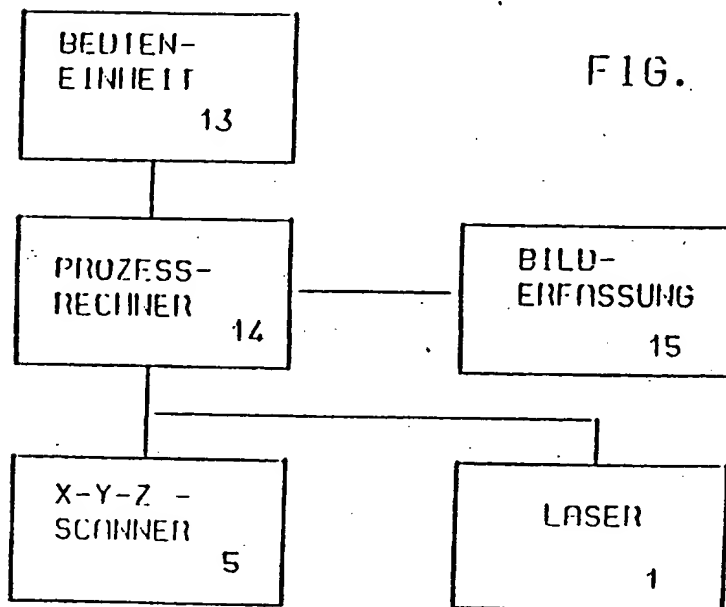 BEDIEN-
EINHEIT
13
FIG.
PROZESS-
RECHNER
14
BILD-
ERFASSUNG
15
X-Y-Z -
SCANNER
5
LASER
1